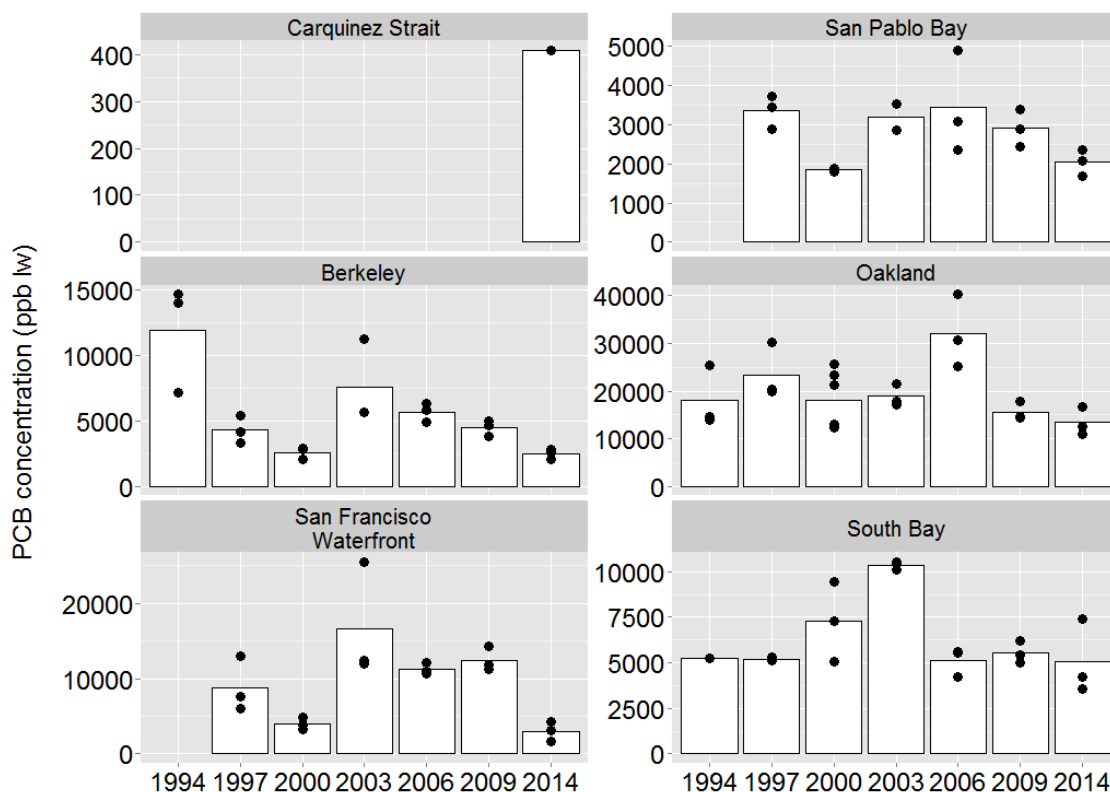 PCB concentration (ppb lw)
Carquinez Strait
400
300
200
100
0
San Pablo Bay
5000
4000
3000
2000
1000
0
Berkeley
15000
10000
5000
0
Oakland
40000
30000
20000
10000
0
San Francisco
Waterfront
20000
10000
0
South Bay
10000
7500
5000
2500
0
1994 1997 2000 2003 2006 2009 2014
1994 1997 2000 2003 2006 2009 2014